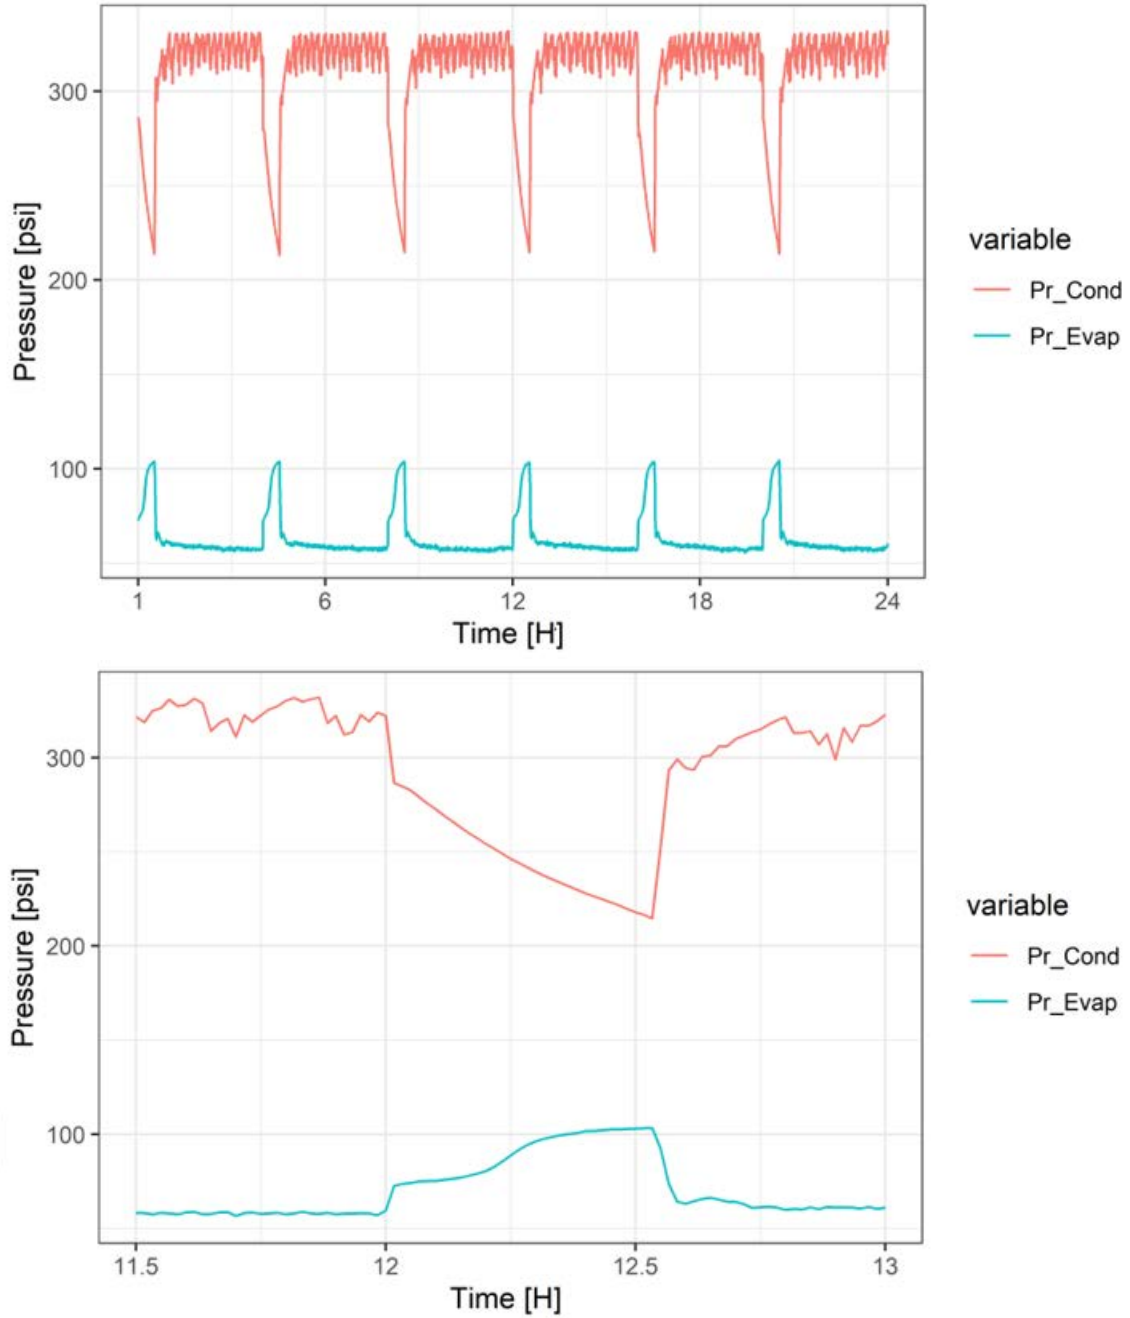 300
200
100
Pressure [psi]
1 6 12 18 24
Time [H]
variable
Pr_Cond
Pr_Evap
300
200
100
Pressure [psi]
11.5 12 12.5 13
Time [H]
variable
Pr_Cond
Pr_Evap